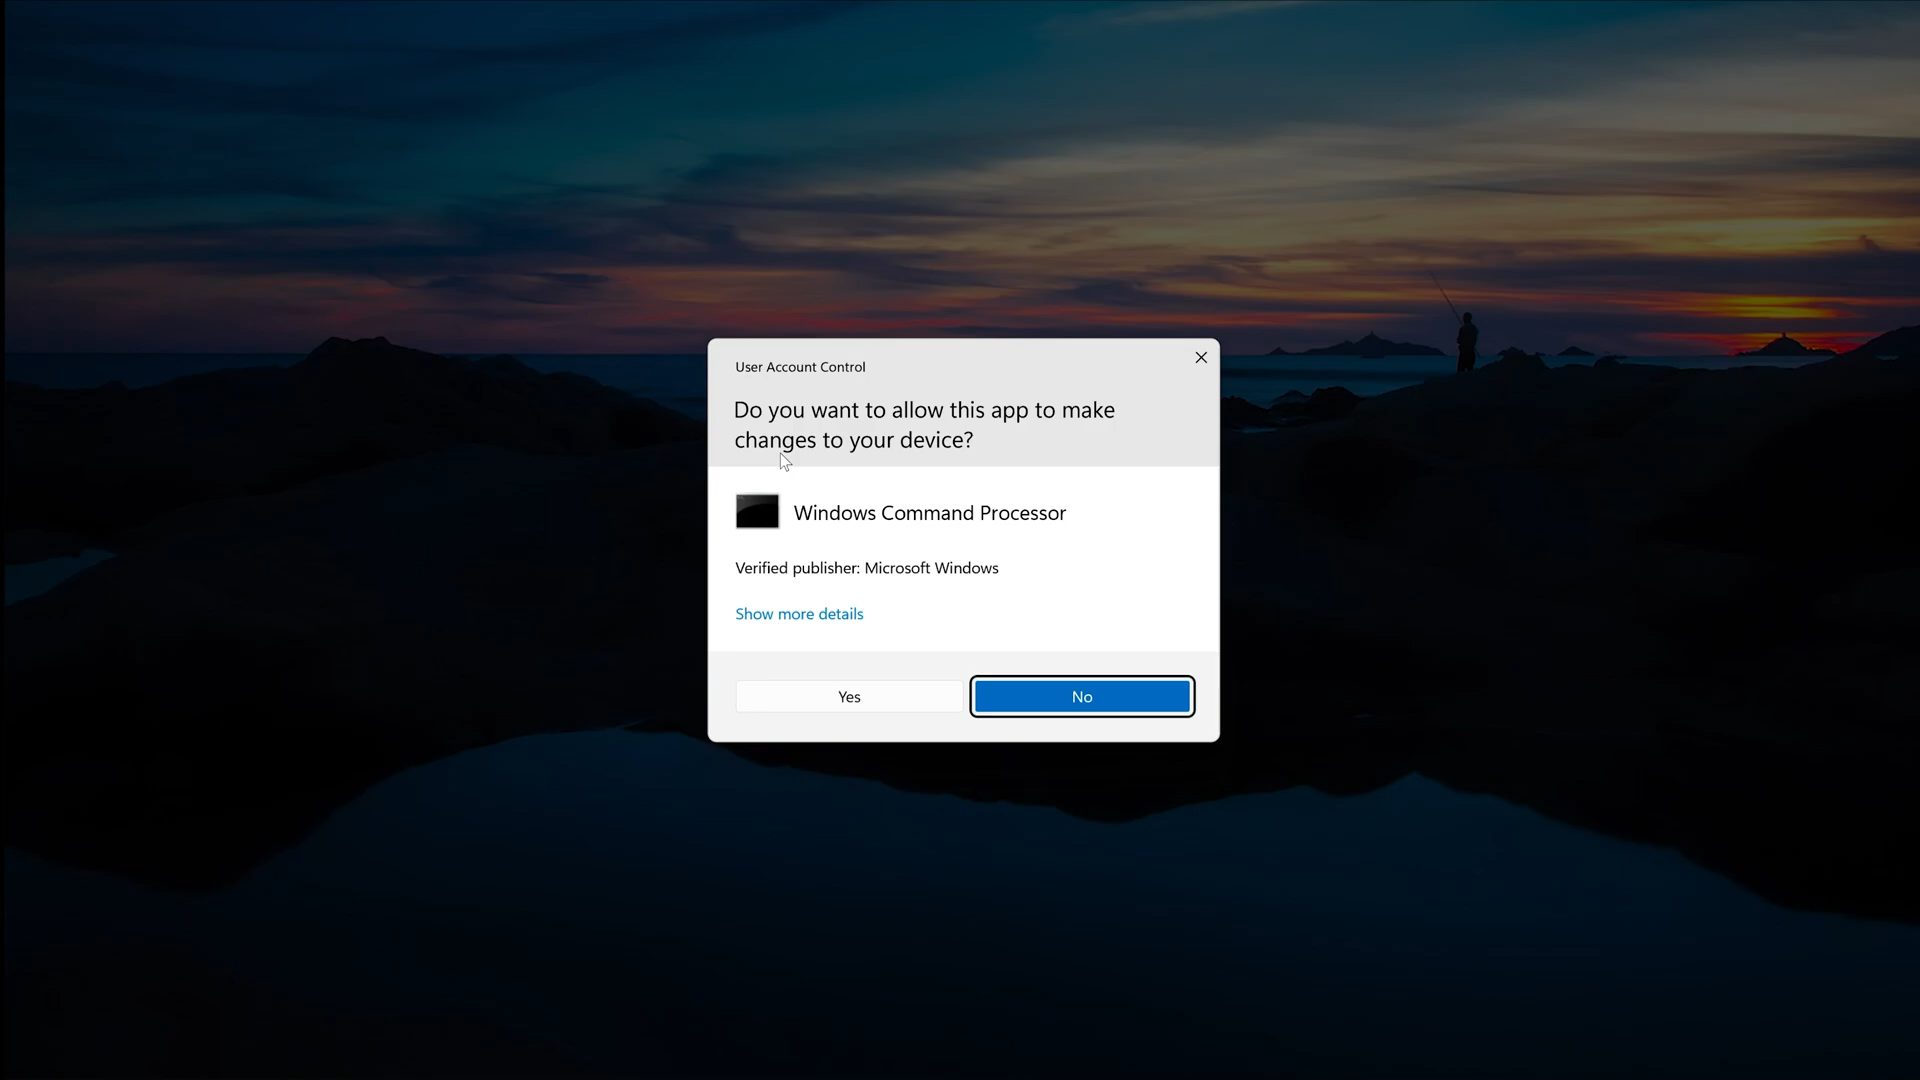 User Account Control
Do you want to allow this app to make
changes to your device?
Windows Command Processor
Verified publisher: Microsoft Windows
Show more details
Yes
No